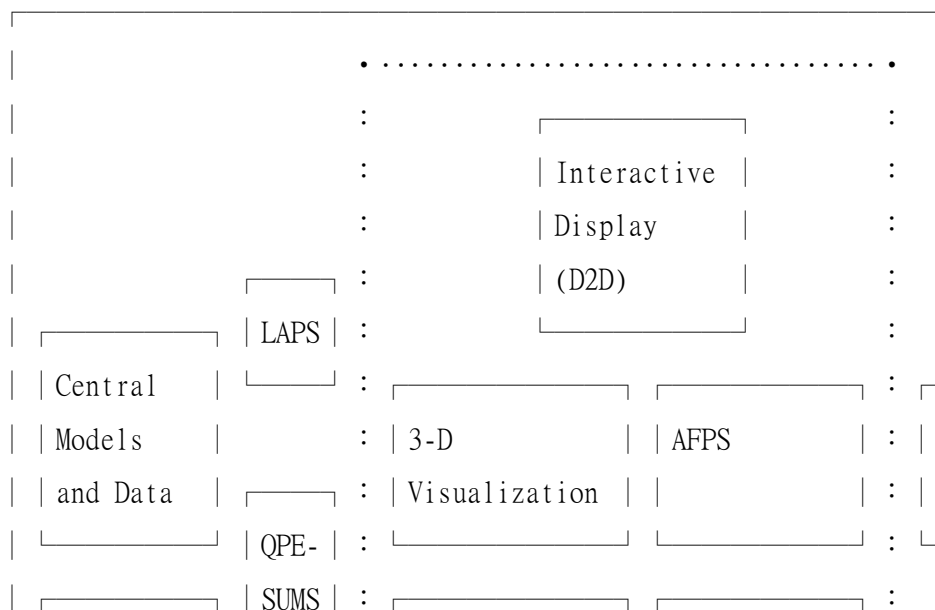 Interactive
Display
(D2D)
LAPS
Central
Models
and Data
3-D
Visualization
AFPS
QPE-
SUMS